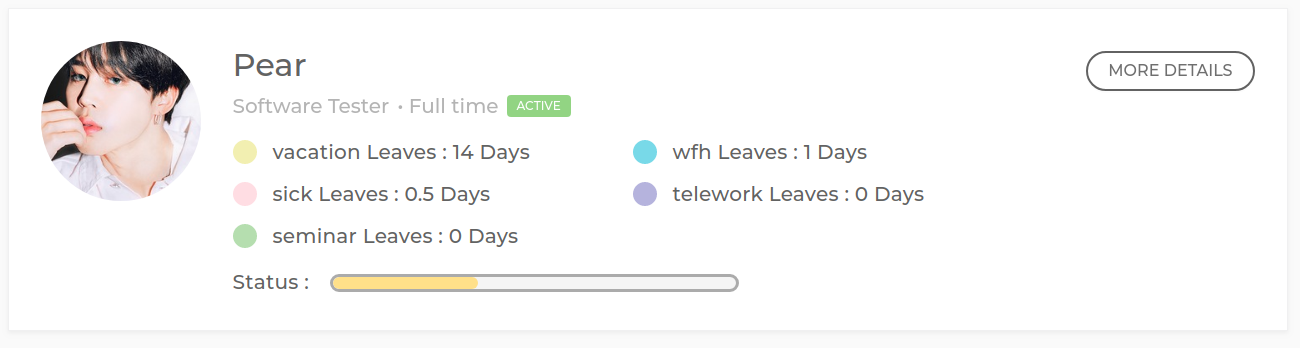 Pear
MORE DETAILS
Software Tester • Full time ACTIVE
vacation Leaves : 14 Days
wfh Leaves : 1 Days
sick Leaves : 0.5 Days
telework Leaves : 0 Days
seminar Leaves : 0 Days
Status :